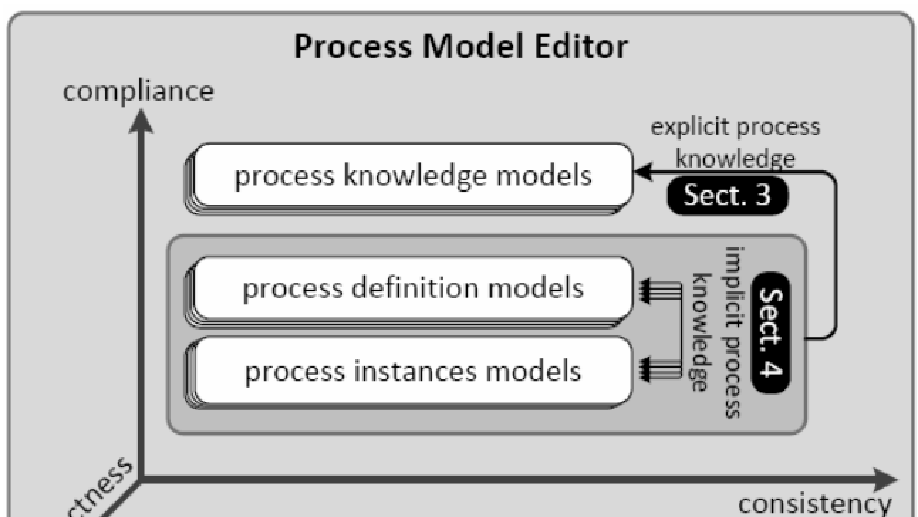 Process Model Editor
compliance
explicit process
knowledge
process knowledge models
Sect. 3
process definition models
implicit process
knowledge
Sect. 4
process instances models
consistency